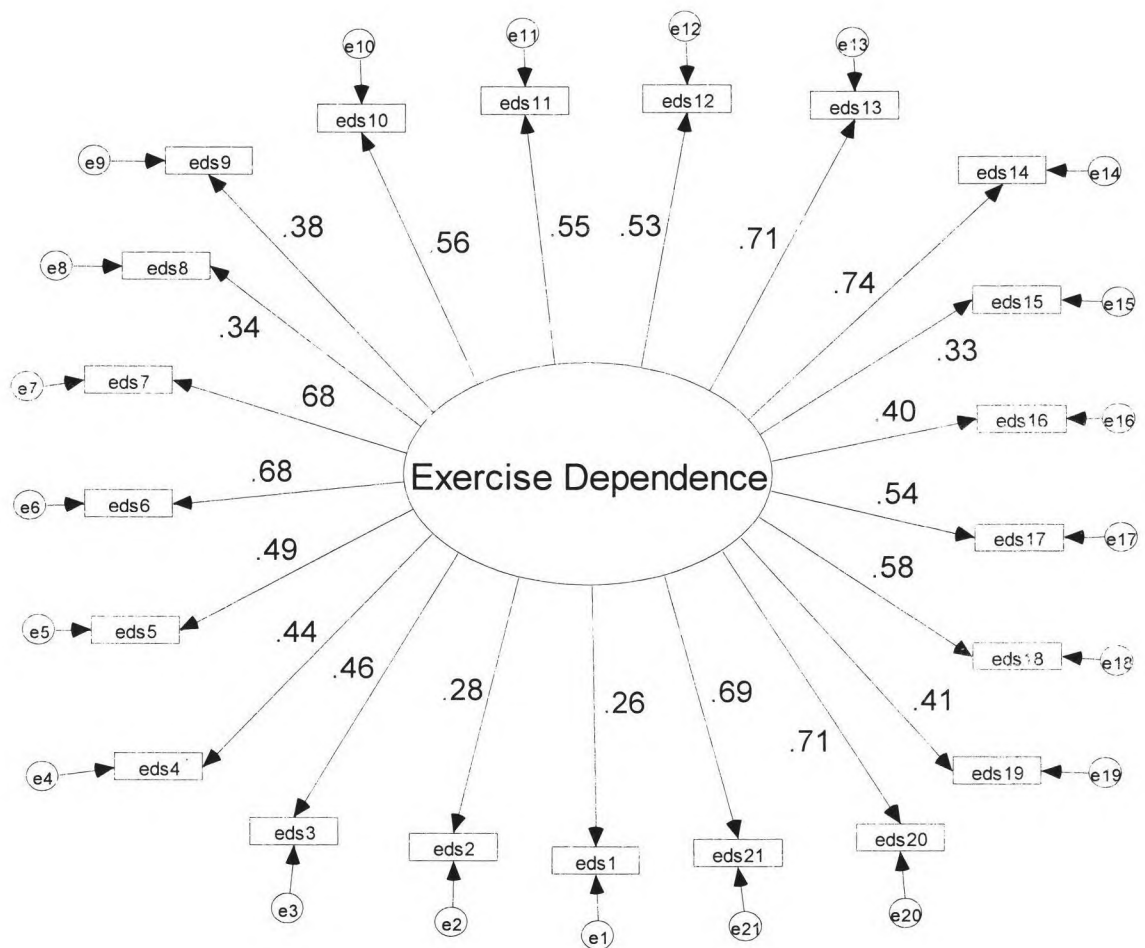 e10
e11
e12
e13
eds10
eds11
eds12
eds13
e9
eds9
eds14
e14
.38
.56
.55
.53
.71
.74
e8
eds8
eds15
e15
.34
.33
e7
eds7
68
.40
eds16
e16
.68
Exercise Dependence
e6
eds6
.54
eds17
e17
.49
.58
e5
eds5
.44
.46
.28
.26
.69
.71
.41
eds18
e18
e4
eds4
eds19
e19
eds3
eds2
eds1
eds21
eds20
e3
e2
e1
e21
e20